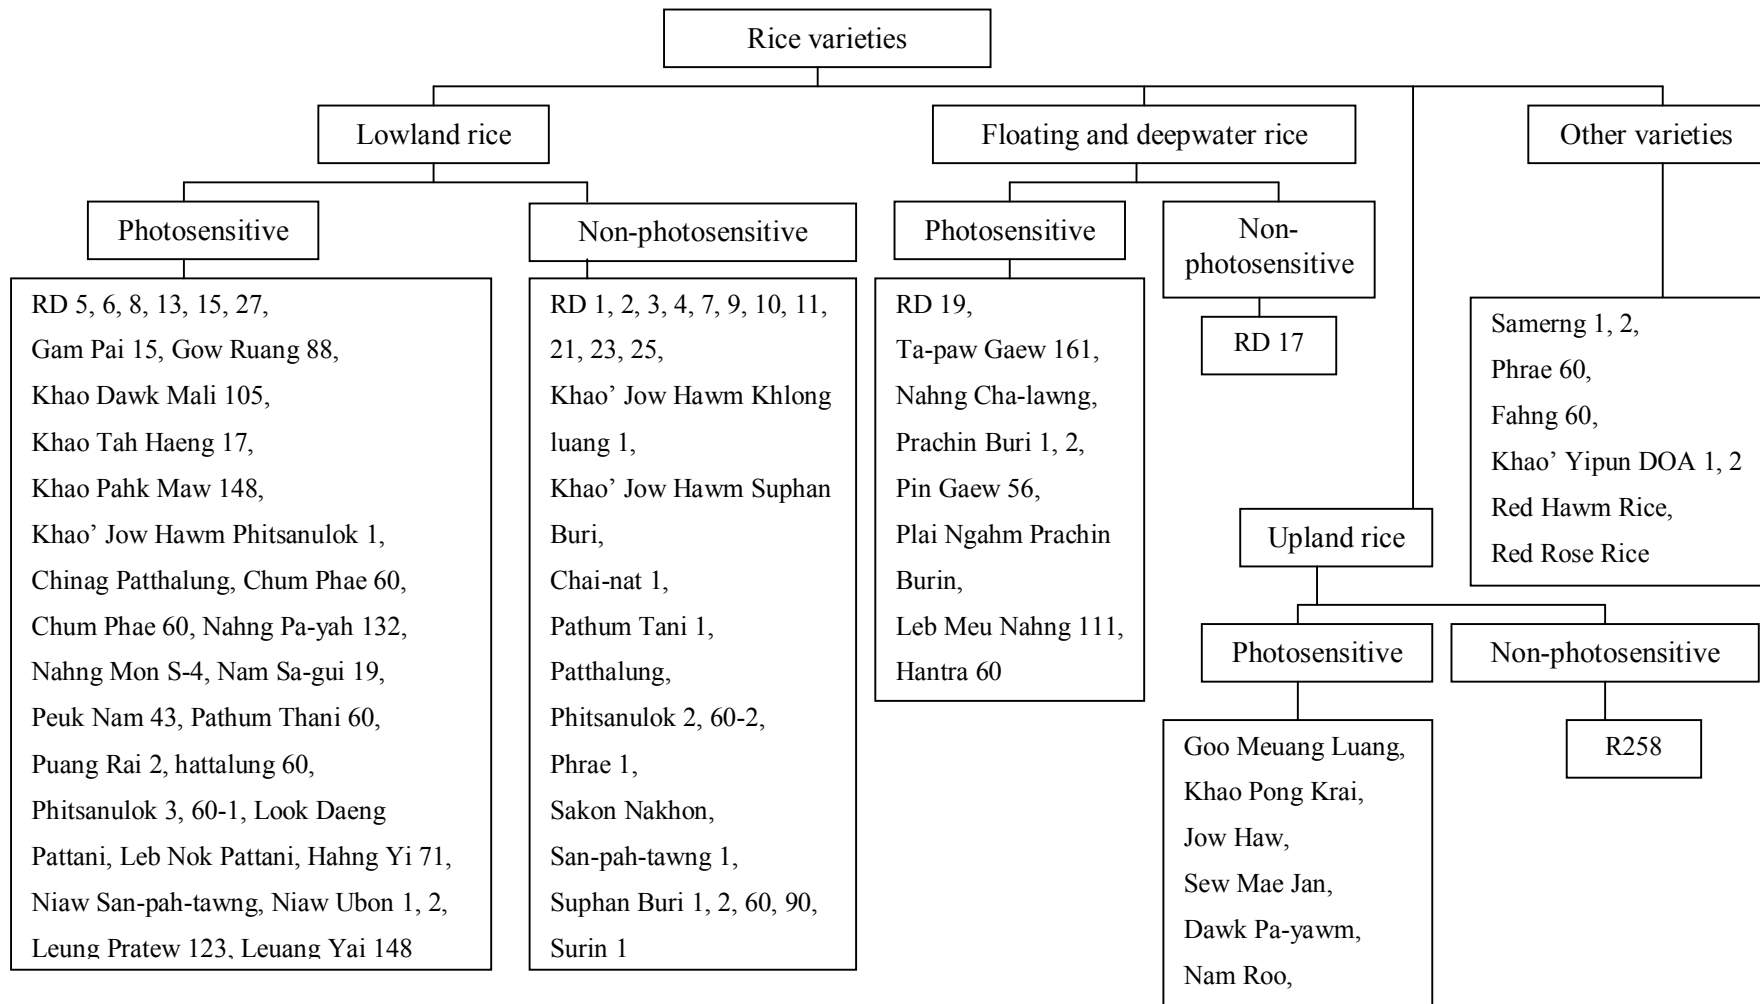 Rice varieties
Lowland rice
Floating and deepwater rice
Other varieties
Photosensitive
Non-photosensitive
Photosensitive
Non-
photosensitive
RD 5, 6, 8, 13, 15, 27,
Gam Pai 15, Gow Ruang 88,
Khao Dawk Mali 105,
Khao Tah Haeng 17,
Khao Pahk Maw 148,
Khao’ Jow Hawm Phitsanulok 1,
Chinag Patthalung, Chum Phae 60,
Chum Phae 60, Nahng Pa-yah 132,
Nahng Mon S-4, Nam Sa-gui 19,
Peuk Nam 43, Pathum Thani 60,
Puang Rai 2, hattalung 60,
Phitsanulok 3, 60-1, Look Daeng
Pattani, Leb Nok Pattani, Hahng Yi 71,
Niaw San-pah-tawng, Niaw Ubon 1, 2,
Leung Pratew 123, Leuang Yai 148
RD 1, 2, 3, 4, 7, 9, 10, 11,
21, 23, 25,
Khao’ Jow Hawm Khlong
luang 1,
Khao’ Jow Hawm Suphan
Buri,
Chai-nat 1,
Pathum Tani 1,
Patthalung,
Phitsanulok 2, 60-2,
Phrae 1,
Sakon Nakhon,
San-pah-tawng 1,
Suphan Buri 1, 2, 60, 90,
Surin 1
RD 19,
Ta-paw Gaew 161,
Nahng Cha-lawng,
Prachin Buri 1, 2,
Pin Gaew 56,
Plai Ngahm Prachin
Burin,
Leb Meu Nahng 111,
Hantra 60
RD 17
Samerng 1, 2,
Phrae 60,
Fahng 60,
Khao’ Yipun DOA 1, 2
Red Hawm Rice,
Red Rose Rice
Upland rice
Photosensitive
Non-photosensitive
Goo Meuang Luang,
Khao Pong Krai,
Jow Haw,
Sew Mae Jan,
Dawk Pa-yawm,
Nam Roo,
R258